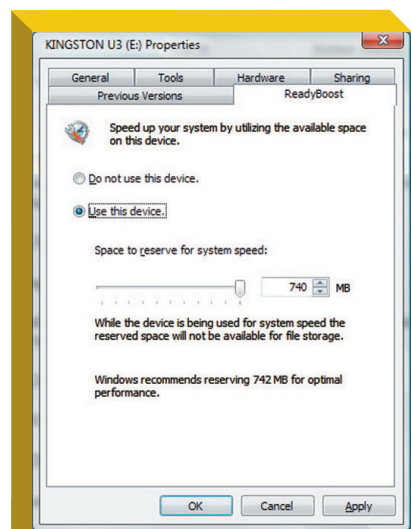 KINGSTON U3 (E:) Properties
General Tools Hardware Sharing
Previous Versions ReadyBoost
Speed up your system by utilizing the available space
on this device.
Do not use this device.
Use this device.
Space to reserve for system speed:
740 MB
While the device is being used for system speed the
reserved space will not be available for file storage.
Windows recommends reserving 742 MB for optimal
performance.
OK Cancel Apply